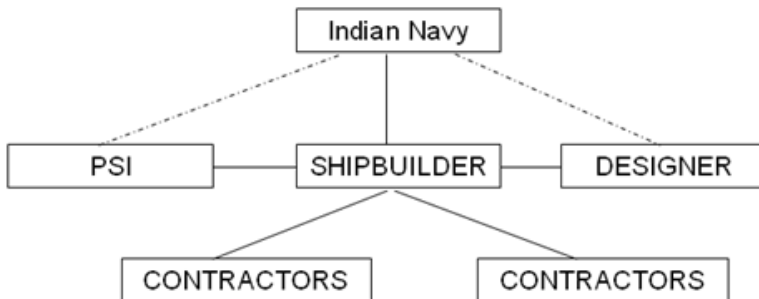 Indian Navy
PSI SHIPBUILDER DESIGNER
CONTRACTORS CONTRACTORS